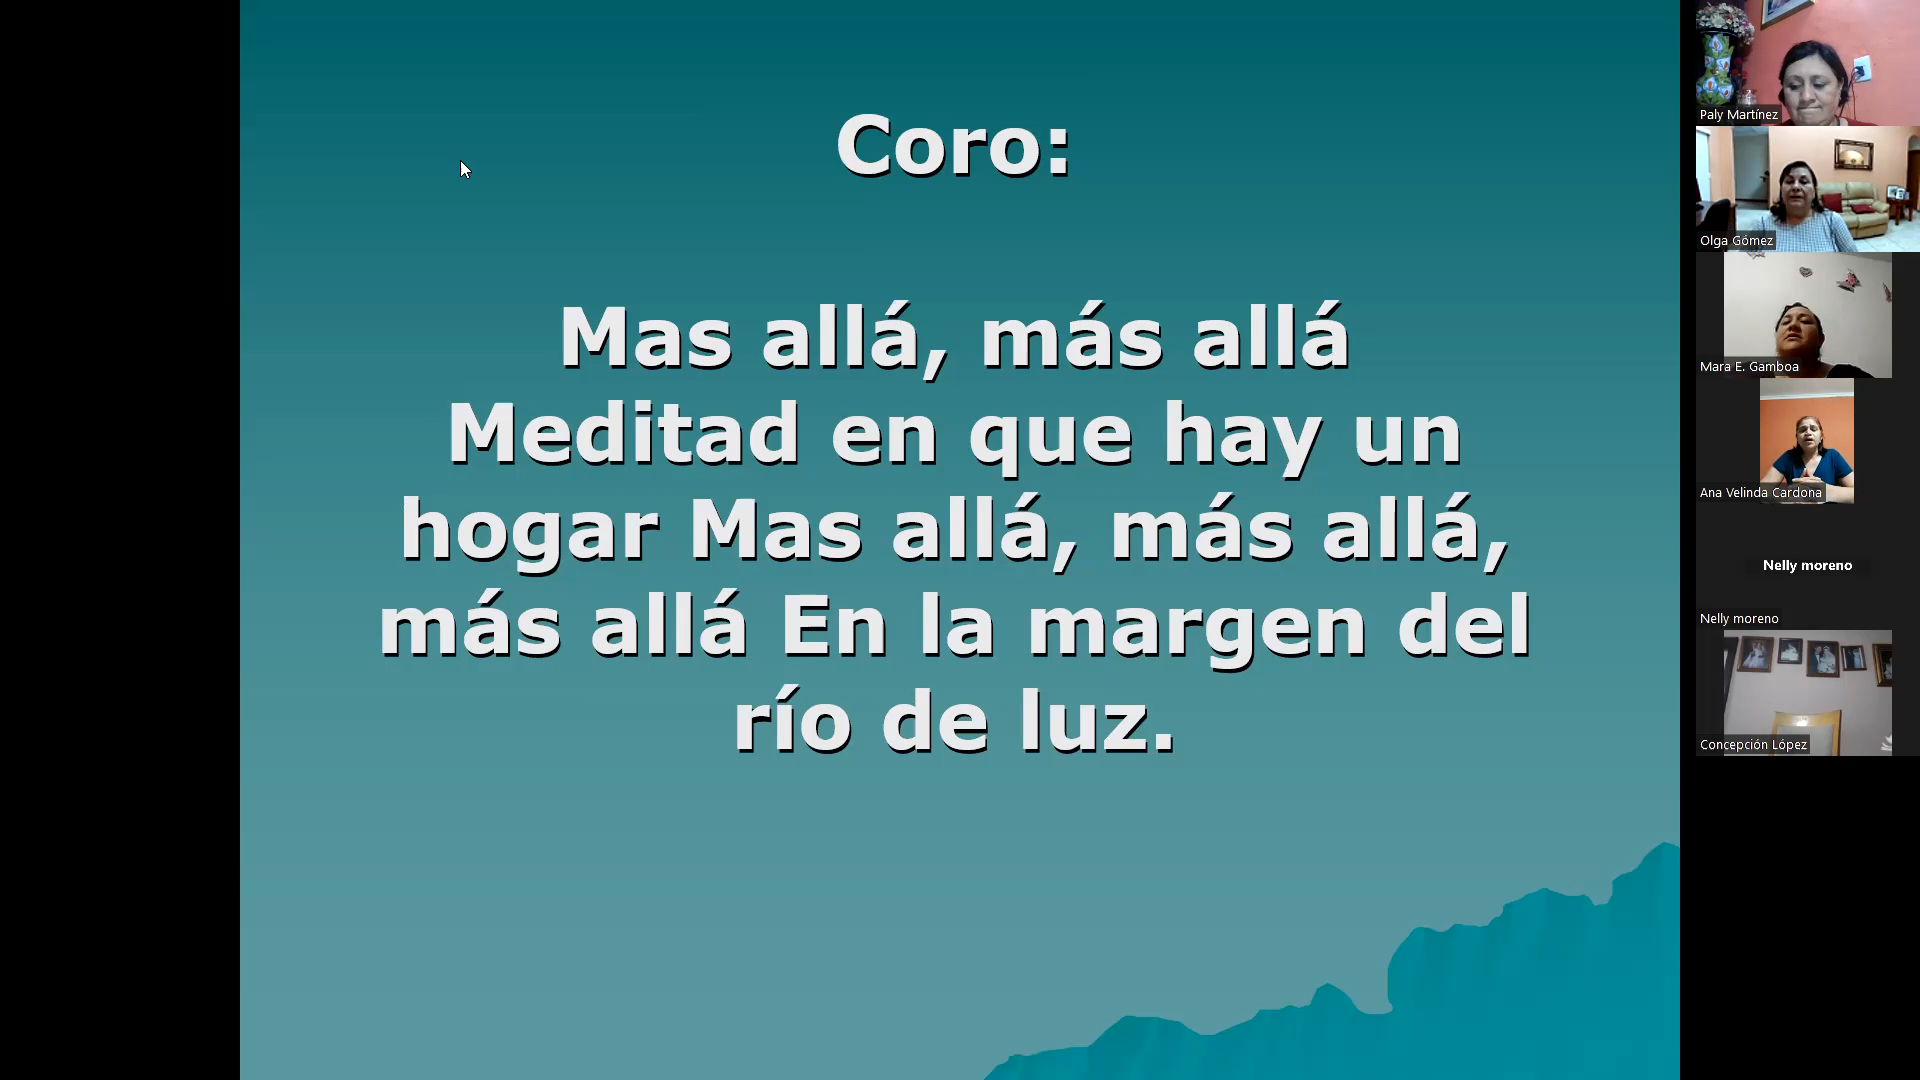 Coro:
Mas allá, más allá
Meditad en que hay un
hogar Mas allá, más allá,
más allá En la margen del
río de luz.
Paly Martínez
Olga Gómez
Mara E. Gamboa
Ana Velinda Cardona
Nelly moreno
Nelly moreno
Concepción López